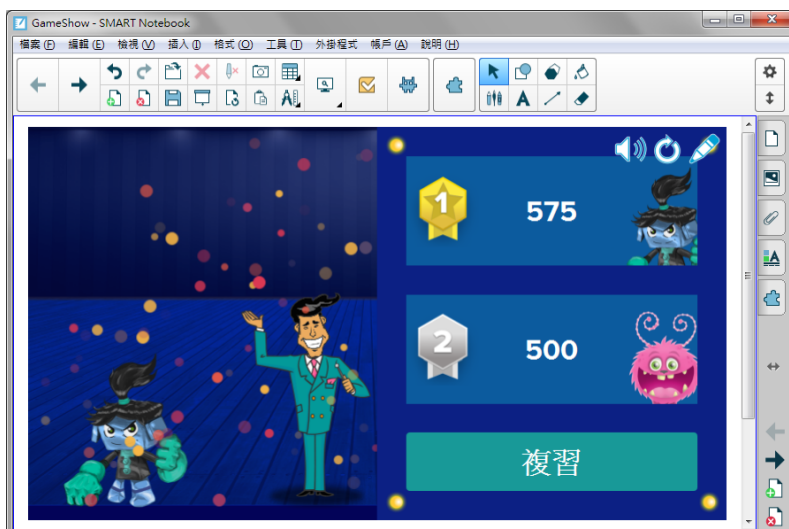 GameShow - SMART Notebook
檔案 (F) 編輯 (E) 檢視 (V) 插入 (I) 格式 (O) 工具 (T) 外掛程式 帳戶 (A) 說明 (H)
1
575
2
500
複習